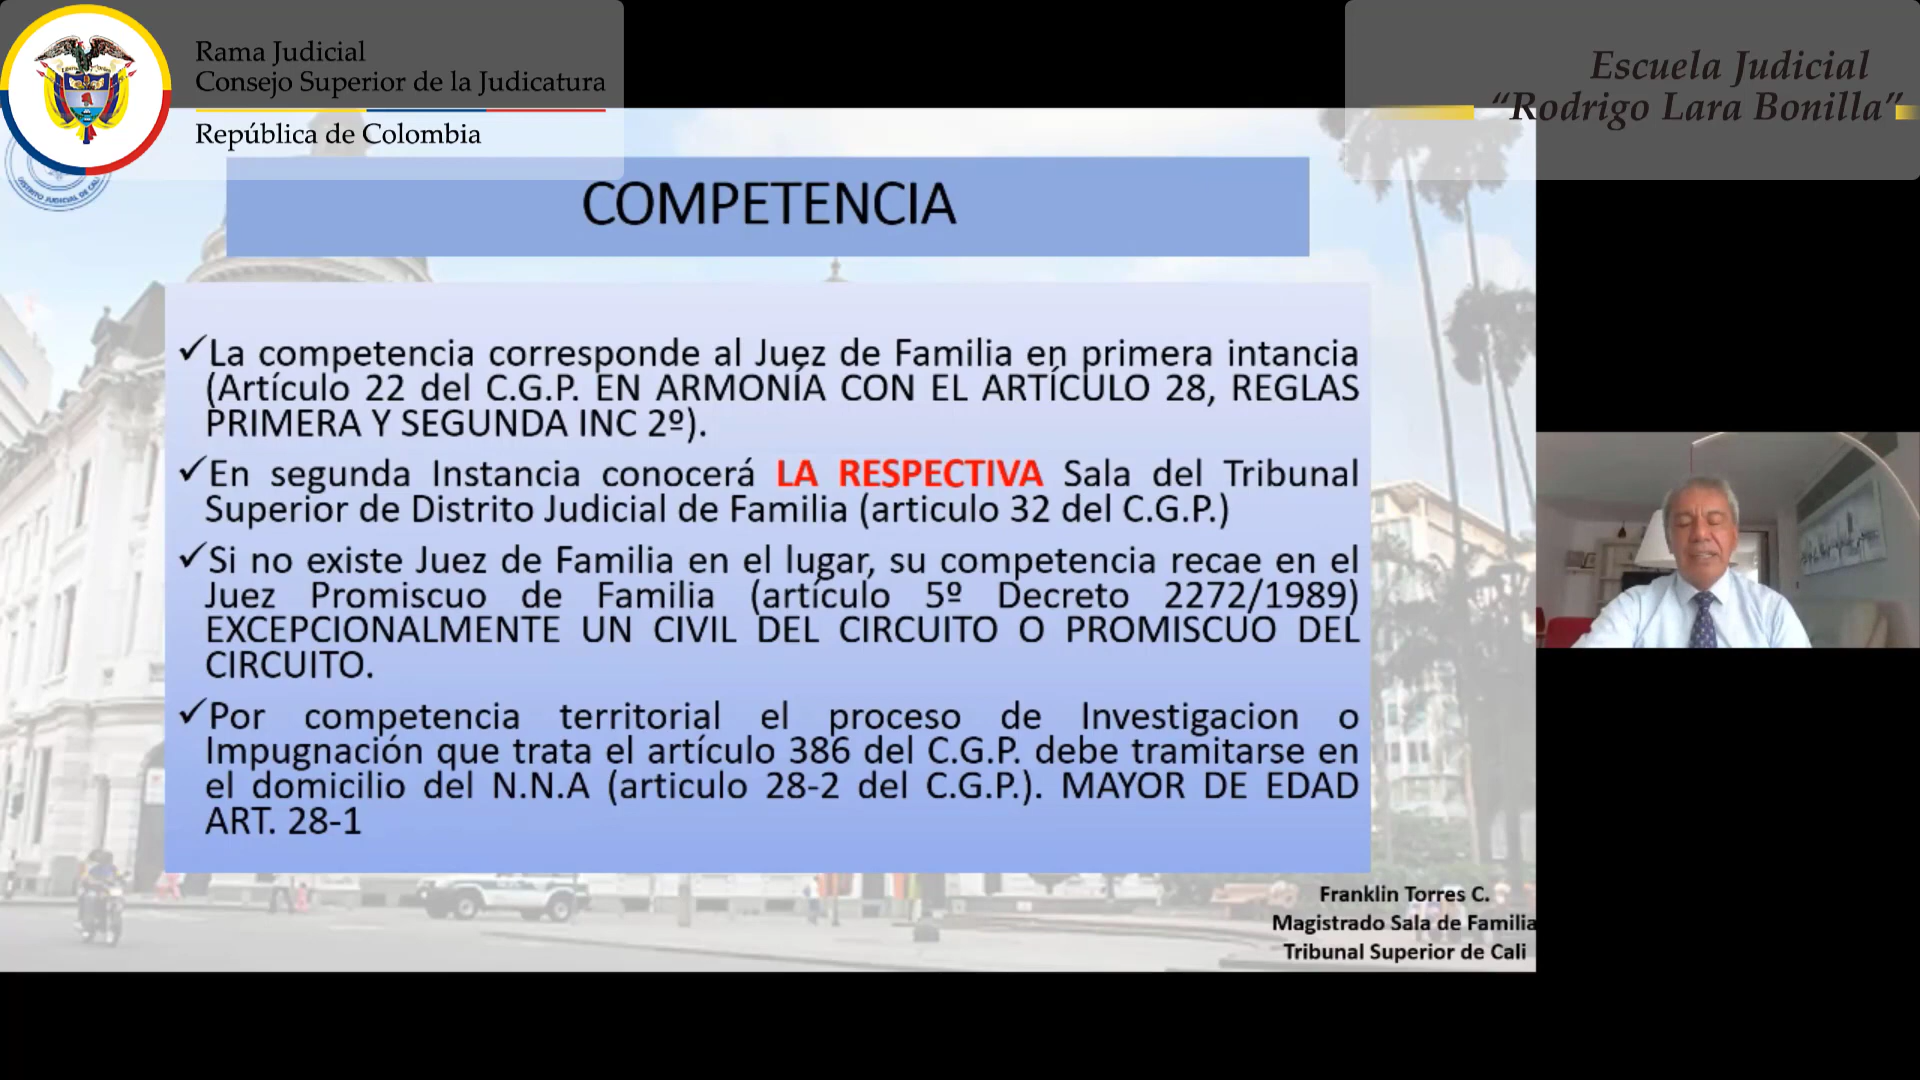 Rama Judicial
Consejo Superior de la Judicatura
República de Colombia
Escuela Judicial
“Rodrigo Lara Bonilla”
DISTRITO JUDICIAL DE CALI
COMPETENCIA
✓La competencia corresponde al Juez de Familia en primera intancia
(Artículo 22 del C.G.P. EN ARMONÍA CON EL ARTÍCULO 28, REGLAS
PRIMERA Y SEGUNDA INC 2º).
✓En segunda Instancia conocerá LA RESPECTIVA Sala del Tribunal
Superior de Distrito Judicial de Familia (articulo 32 del C.G.P.)
✓Si no existe Juez de Familia en el lugar, su competencia recae en el
Juez Promiscuo de Familia (artículo 5º Decreto 2272/1989)
EXCEPCIONALMENTE UN CIVIL DEL CIRCUITO O PROMISCUO DEL
CIRCUITO.
✓Por competencia territorial el proceso de Investigacion o
Impugnación que trata el artículo 386 del C.G.P. debe tramitarse en
el domicilio del N.N.A (articulo 28-2 del C.G.P.). MAYOR DE EDAD
ART. 28-1
Franklin Torres C.
Magistrado Sala de Familia
Tribunal Superior de Cali